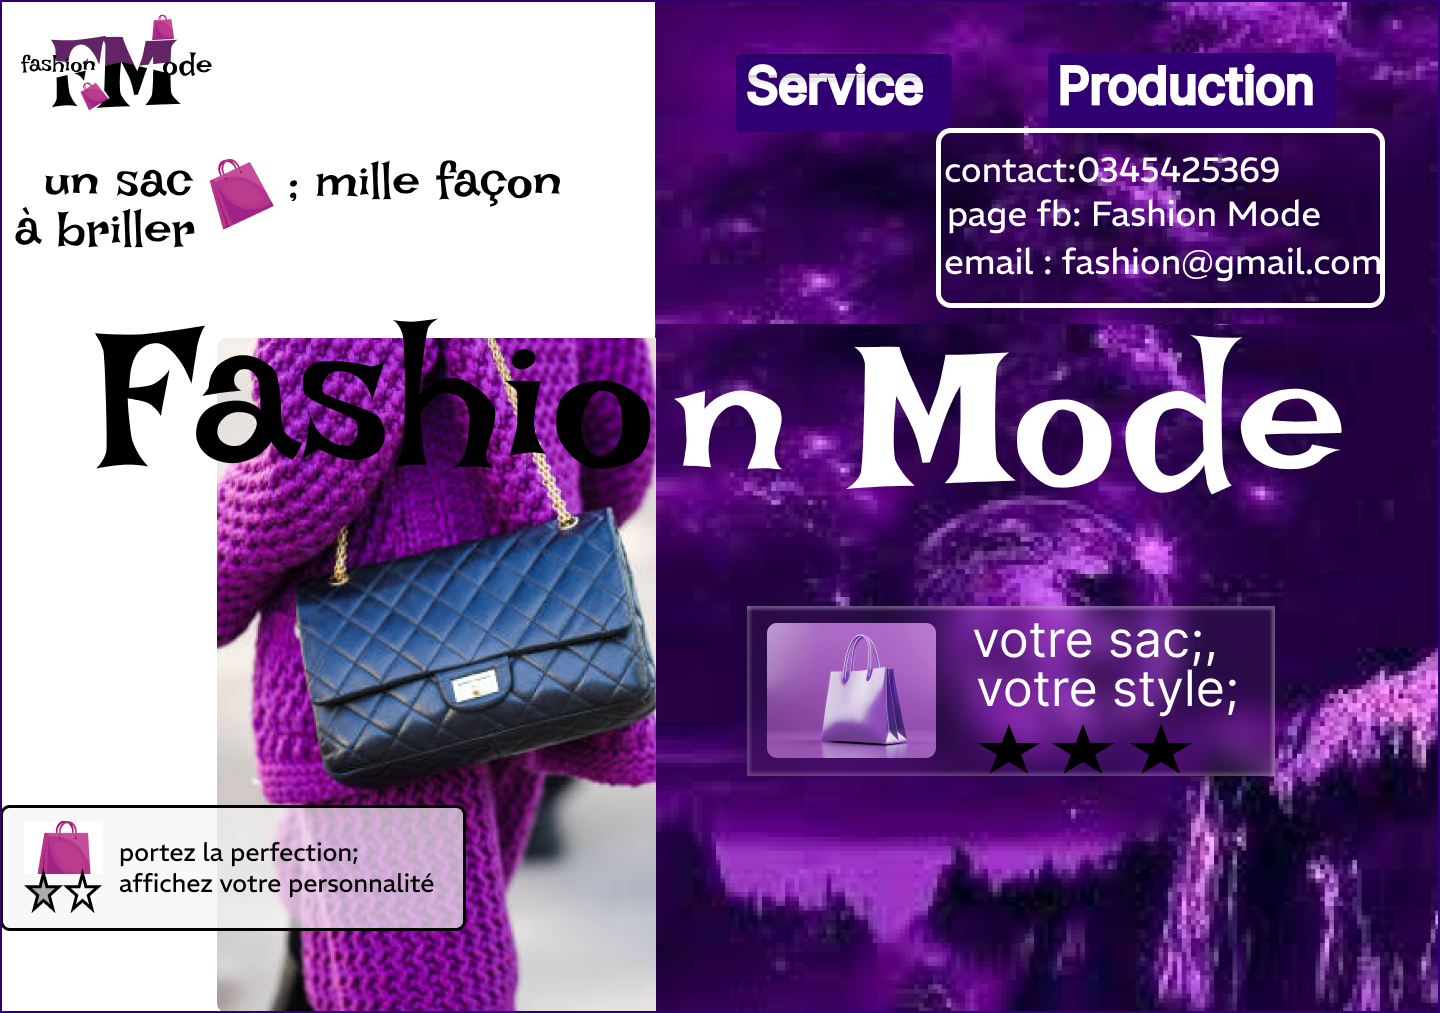 fashion FM ode
un sac ; mille façon
à briller
Service
Production
contact:0345425369
page fb: Fashion Mode
email : fashion@gmail.com
Fashion Mode
votre sac;,
votre style;
portez la perfection;
affichez votre personnalité